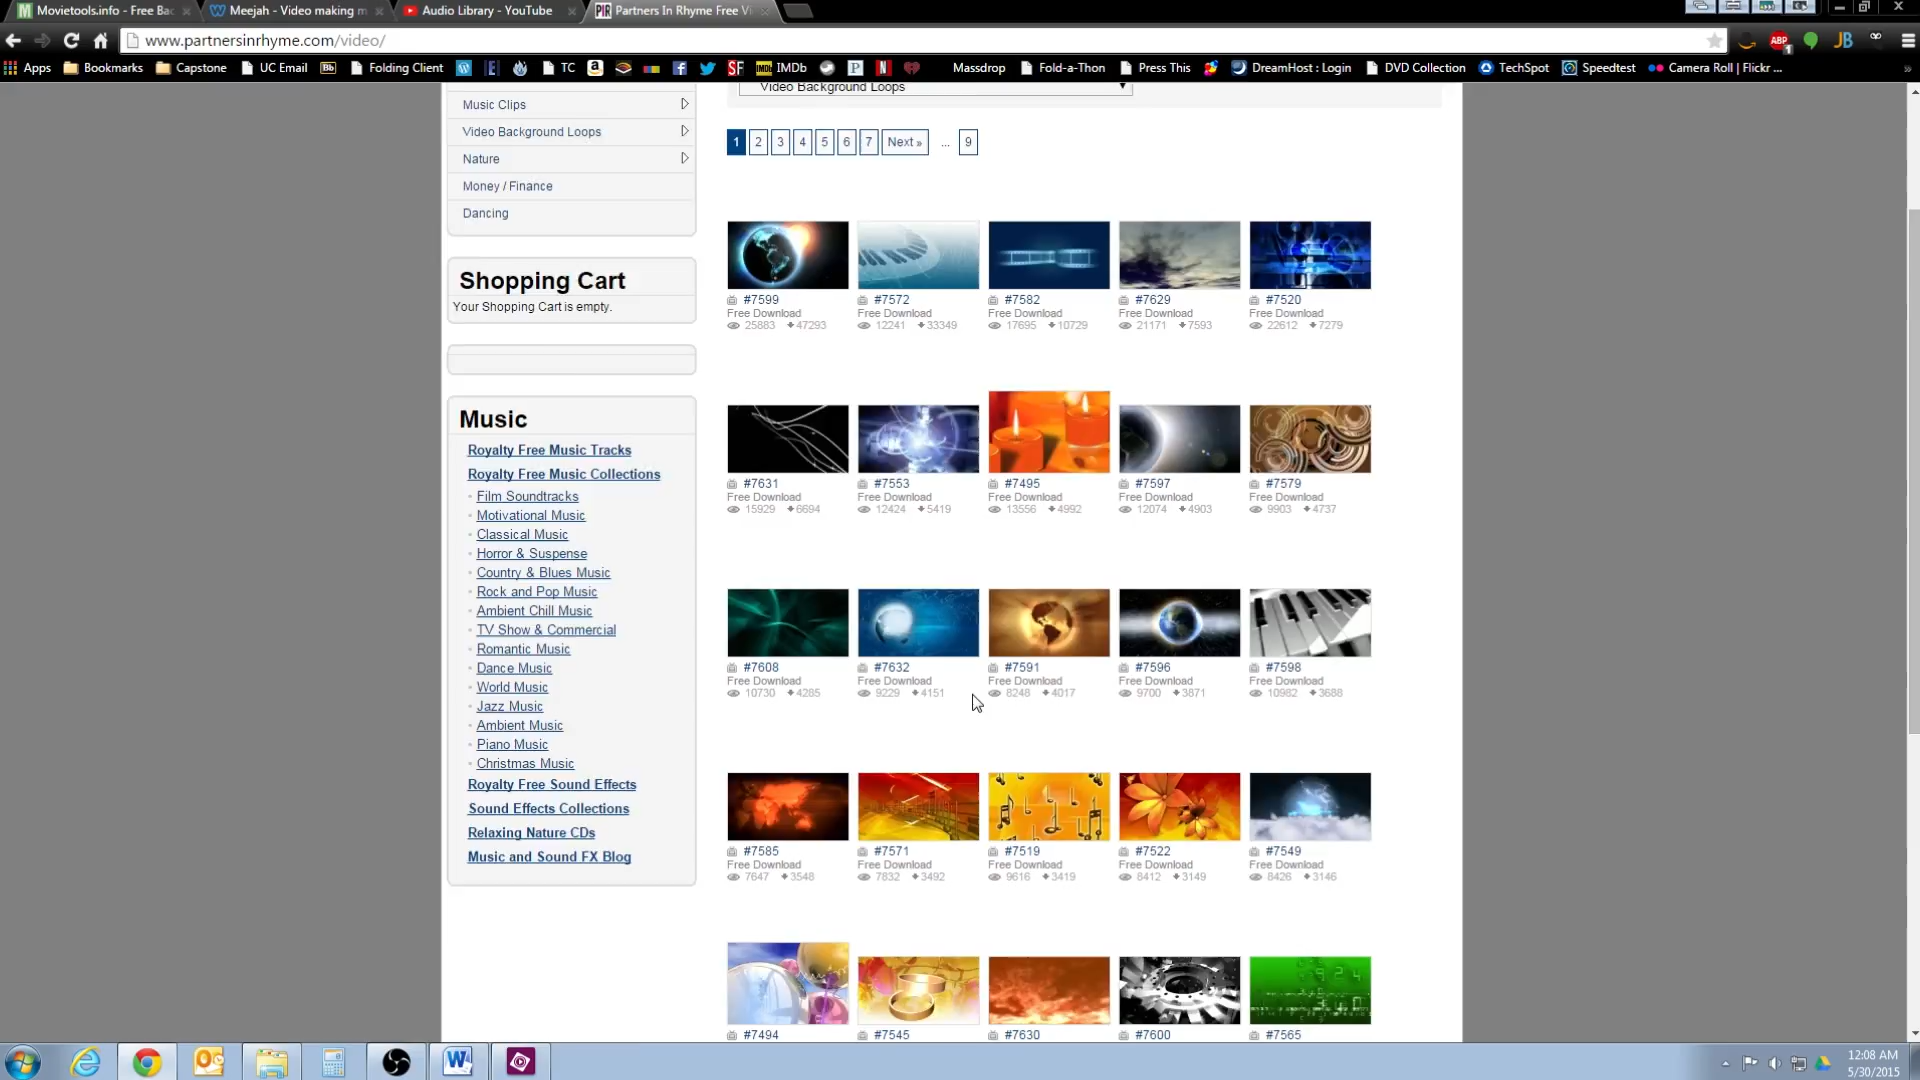 Movietools.info - Free Ba
Meejah - Video making m
Audio Library - YouTube
Partners In Rhyme Free Vi
www.partnersinrhyme.com/video/
ABP
1
JB
Apps
Bookmarks
Capstone
UC Email
Bb
Folding Client
TC
SF
IMDb
Massdrop
Fold-a-Thon
Press This
DreamHost : Login
DVD Collection
TechSpot
Speedtest
Camera Roll | Flickr ...
Music Clips
Video Background Loops
Nature
Money / Finance
Dancing
Shopping Cart
Your Shopping Cart is empty.
Music
Royalty Free Music Tracks
Royalty Free Music Collections
Film Soundtracks
Motivational Music
Classical Music
Horror & Suspense
Country & Blues Music
Rock and Pop Music
Ambient Chill Music
TV Show & Commercial
Romantic Music
Dance Music
World Music
Jazz Music
Ambient Music
Piano Music
Christmas Music
Royalty Free Sound Effects
Sound Effects Collections
Relaxing Nature CDs
Music and Sound FX Blog
Video Background Loops
1 2 3 4 5 6 7 Next » ... 9
#7599 #7572 #7582 #7629 #7520
Free Download Free Download Free Download Free Download Free Download
25883 47293 12241 33349 17695 10729 21171 7593 22612 7279
#7631 #7553 #7495 #7597 #7579
Free Download Free Download Free Download Free Download Free Download
15929 6694 12424 5419 13556 4992 12074 4903 9903 4737
#7608 #7632 #7591 #7596 #7598
Free Download Free Download Free Download Free Download Free Download
10730 4285 9229 4151 8248 4017 9700 3871 10982 3688
#7585 #7571 #7519 #7522 #7549
Free Download Free Download Free Download Free Download Free Download
7647 3548 7832 3492 9616 3419 8412 3149 8426 3146
#7494 #7545 #7630 #7600 #7565
12:08 AM
5/30/2015